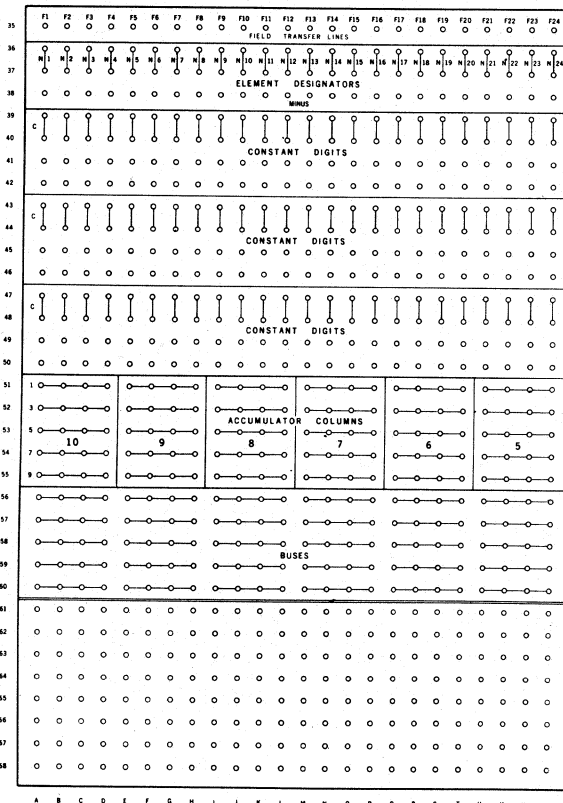 F1 F2 F3 F4 F5 F6 F7 F8 F9 F10 F11 F12 F13 F14 F15 F16 F17 F18 F19 F20 F21 F22 F23 F24
35
FIELD TRANSFER LINES
36
N 1 N 2 N 3 N 4 N 5 N 6 N 7 N 8 N 9 N 10 N 11 N 12 N 13 N 14 N 15 N 16 N 17 N 18 N 19 N 20 N 21 N 22 N 23 N 24
37
ELEMENT DESIGNATORS
38
MINUS
39
C
40
CONSTANT DIGITS
41
42
43
C
44
CONSTANT DIGITS
45
46
47
C
48
CONSTANT DIGITS
49
50
51 1
52 3
ACCUMULATOR COLUMNS
53 5
10 9 8 7 6 5
54 7
55 9
56
57
58
BUSES
59
60
61
62
63
64
65
66
67
68
A B C D E F G H